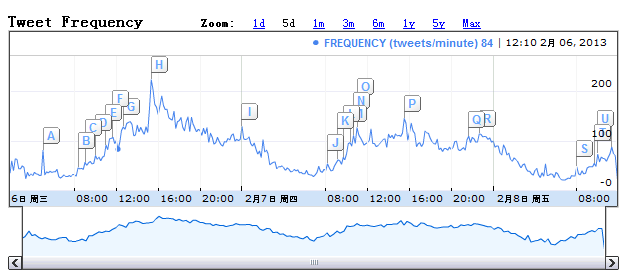 Tweet Frequency Zoom: 1d 5d 1m 3m 6m 1y 5y Max
FREQUENCY (tweets/minute) 84 | 12:10 2月 06, 2013
H
O
F N
E G I P
D K M Q R U
A C
B J S
200
100
0
6日 周三 08:00 12:00 16:00 20:00 2月7日 周四 08:00 12:00 16:00 20:00 2月8日 周五 08:00